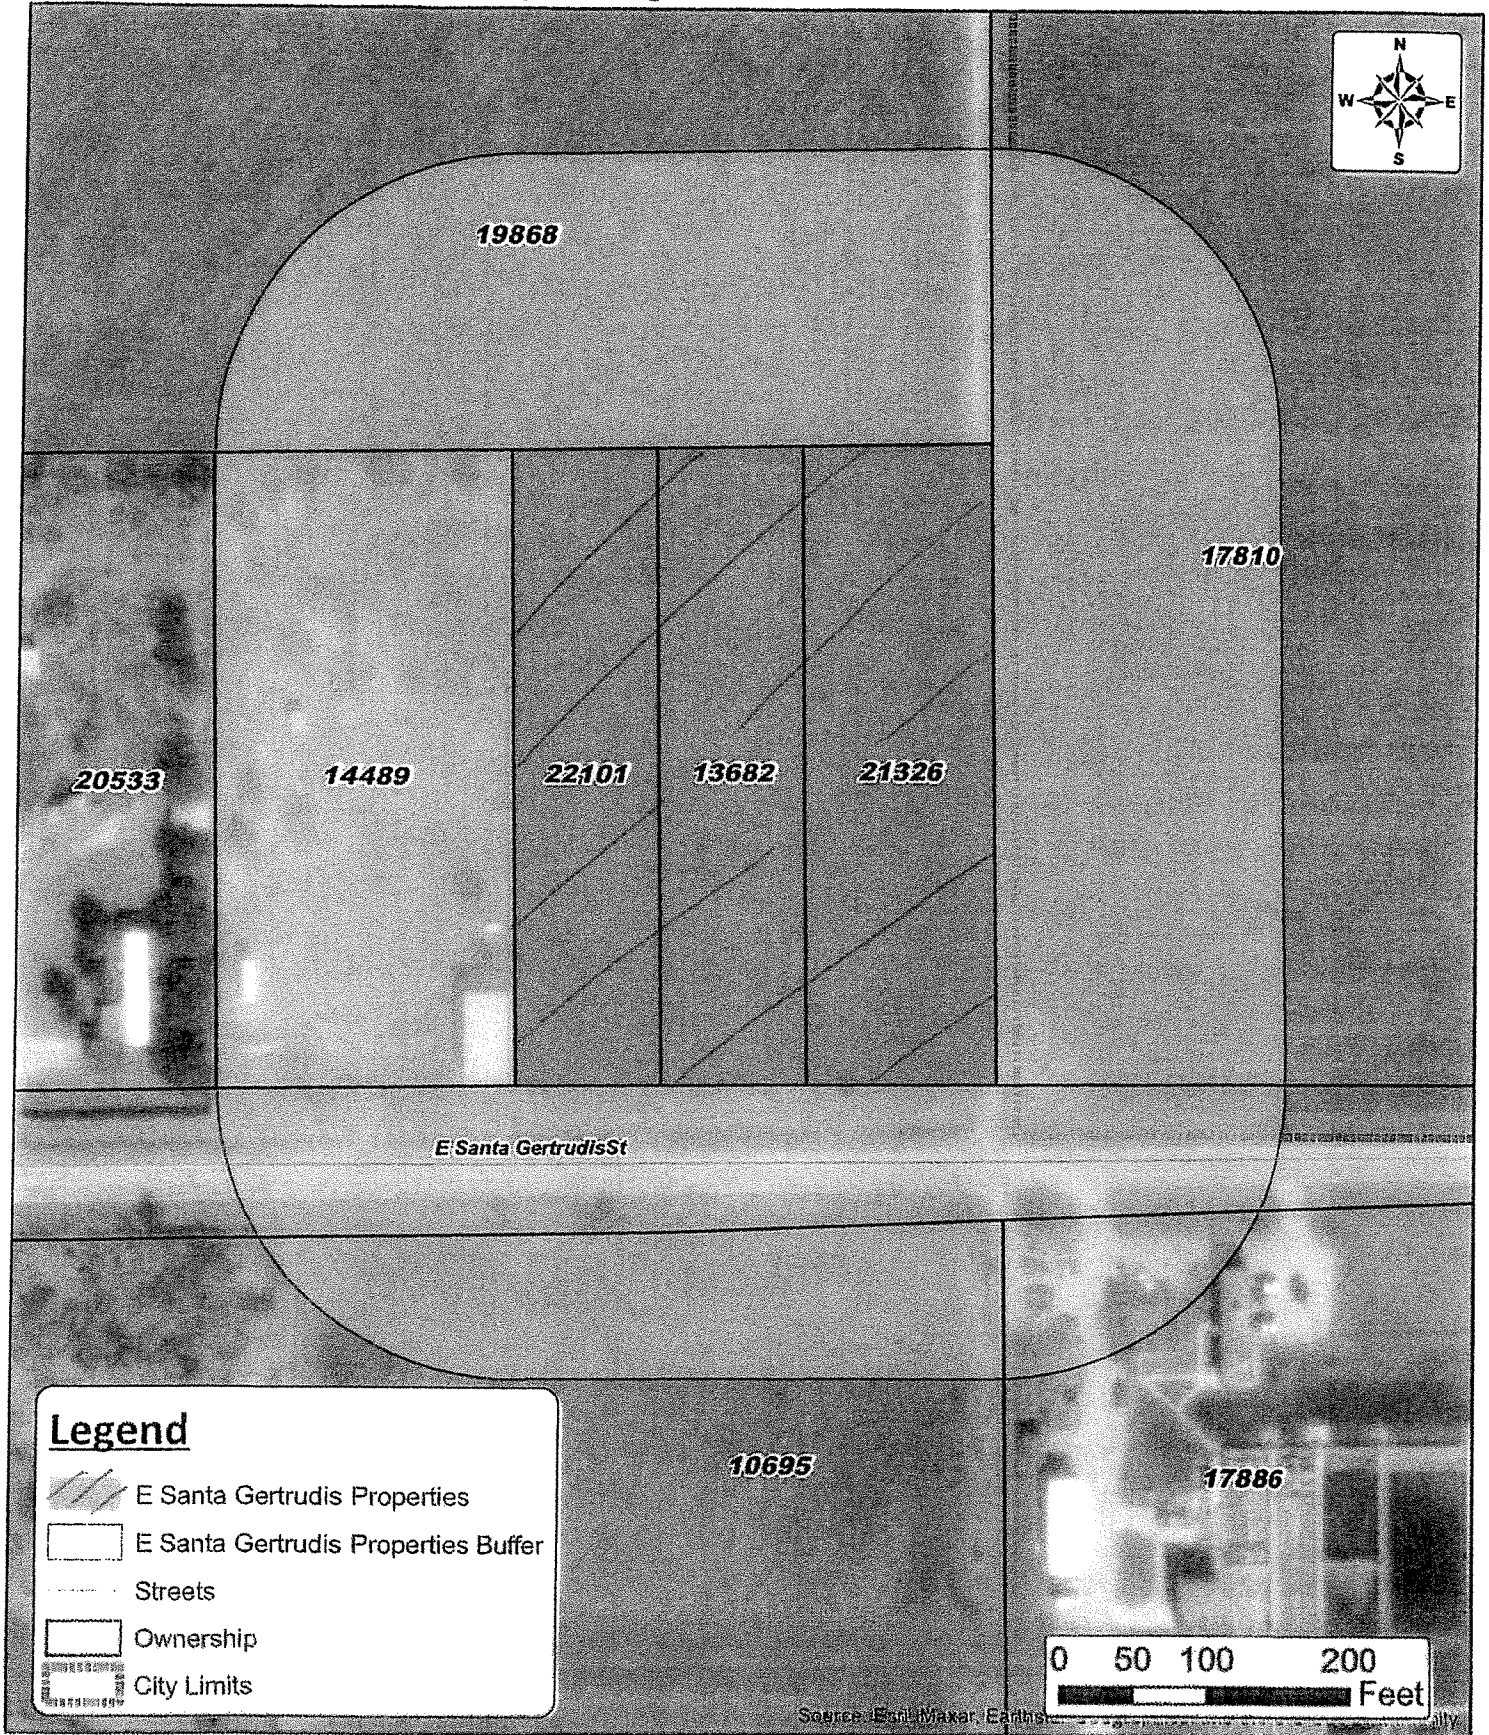 N
W E
S
19868
17810
20533
14489
22101
13682
21326
E Santa GertrudisSt
10695
17886
Legend
E Santa Gertrudis Properties
E Santa Gertrudis Properties Buffer
Streets
Ownership
City Limits
0 50 100 200
Feet
Source: Esri, Maxar,